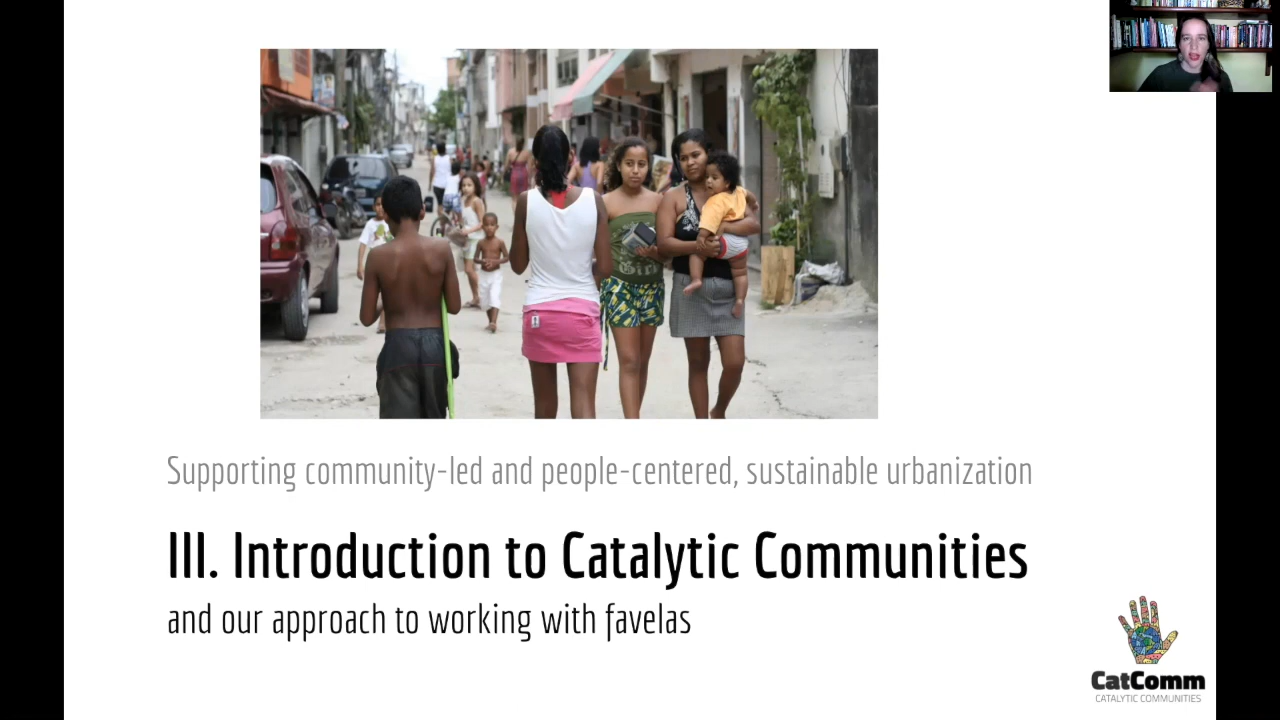 Supporting community-led and people-centered, sustainable urbanization
III. Introduction to Catalytic Communities
and our approach to working with favelas
CatComm
CATALYTIC COMMUNITIES